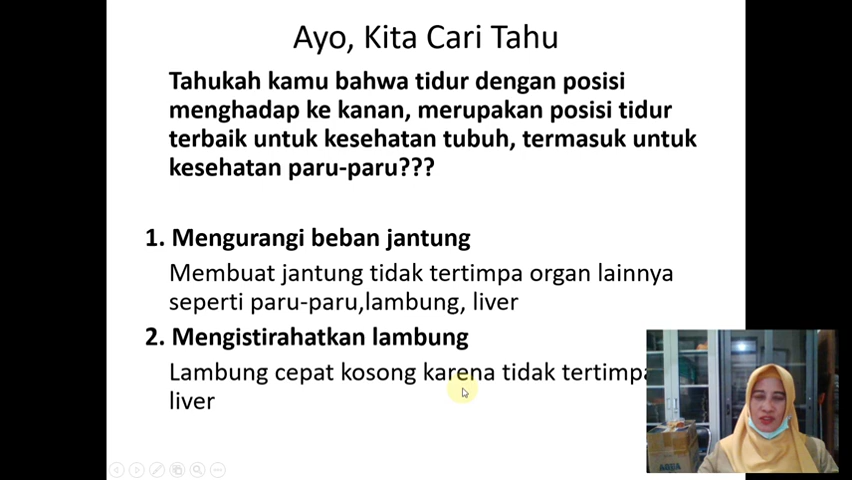 Ayo, Kita Cari Tahu
Tahukah kamu bahwa tidur dengan posisi
menghadap ke kanan, merupakan posisi tidur
terbaik untuk kesehatan tubuh, termasuk untuk
kesehatan paru-paru???
1. Mengurangi beban jantung
Membuat jantung tidak tertimpa organ lainnya
seperti paru-paru,lambung, liver
2. Mengistirahatkan lambung
Lambung cepat kosong karena tidak tertimpa
liver